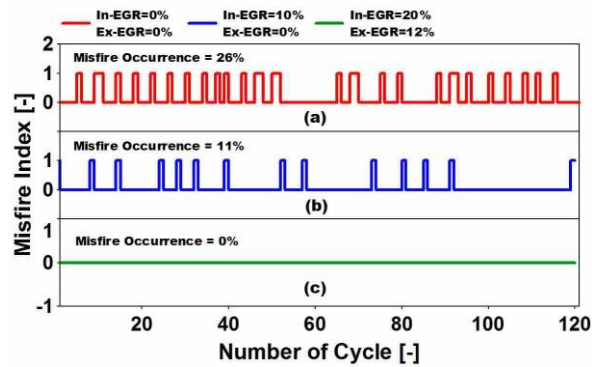 In-EGR=0% In-EGR=10% In-EGR=20%
Ex-EGR=0% Ex-EGR=0% Ex-EGR=12%
2
Misfire Occurrence = 26%
1
0
(a)
Misfire Occurrence = 11%
1
0
(b)
1
Misfire Occurrence = 0%
0
(c)
-1
20 40 60 80 100 120
Number of Cycle [-]
Misfire Index [-]